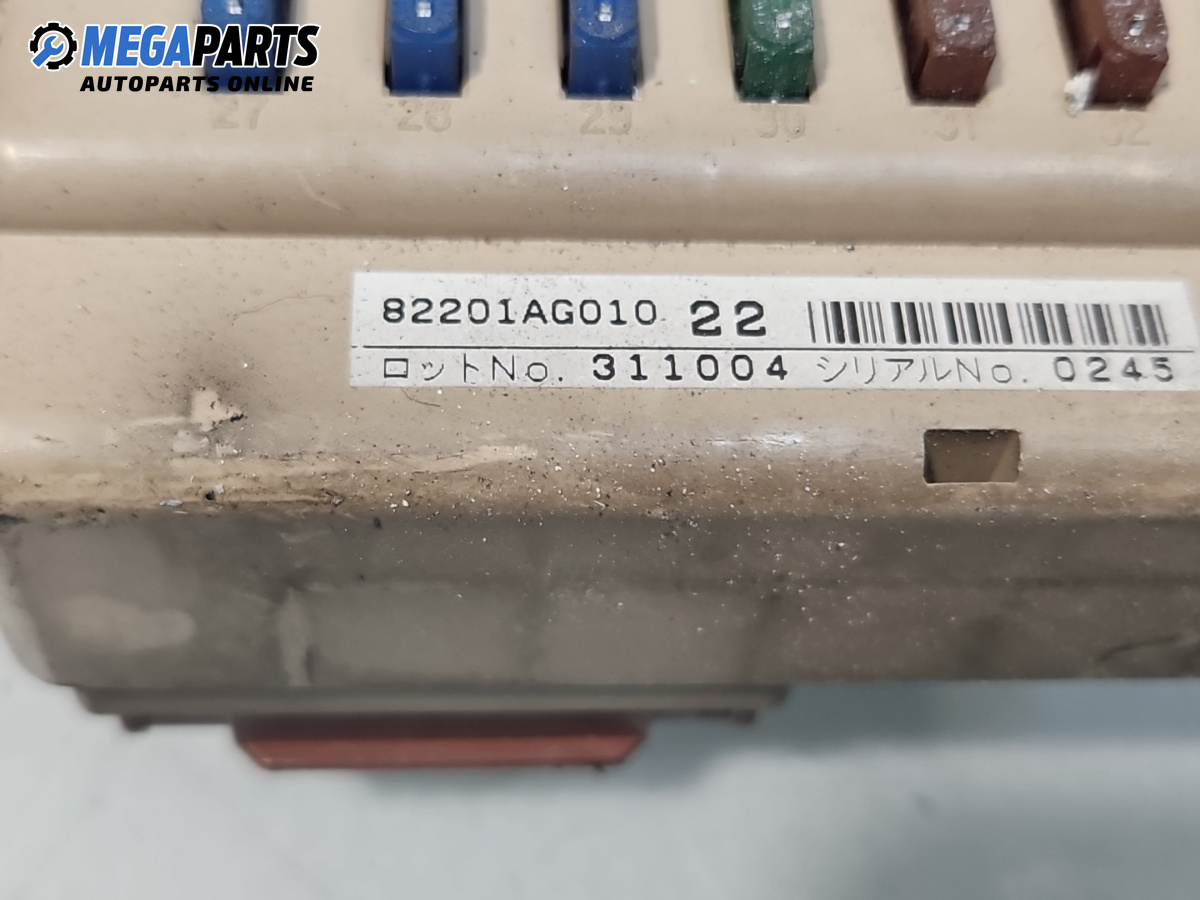 MEGAPARTS
AUTOPARTS ONLINE
27 28 29 30 31 32
82201AG010 22
ロットNo. 311004 シリアルNo. 0245